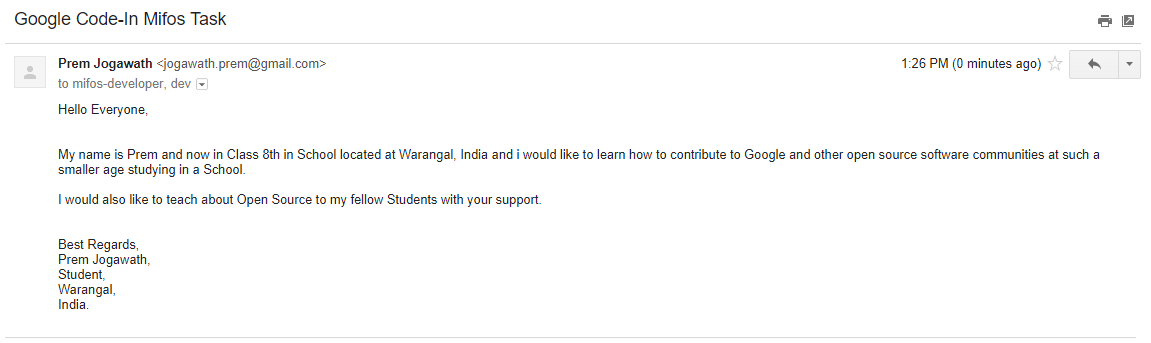 Google Code-In Mifos Task
Prem Jogawath <jogawath.prem@gmail.com>
1:26 PM (0 minutes ago)
to mifos-developer, dev
Hello Everyone,
My name is Prem and now in Class 8th in School located at Warangal, India and i would like to learn how to contribute to Google and other open source software communities at such a
smaller age studying in a School.
I would also like to teach about Open Source to my fellow Students with your support.
Best Regards,
Prem Jogawath,
Student,
Warangal,
India.